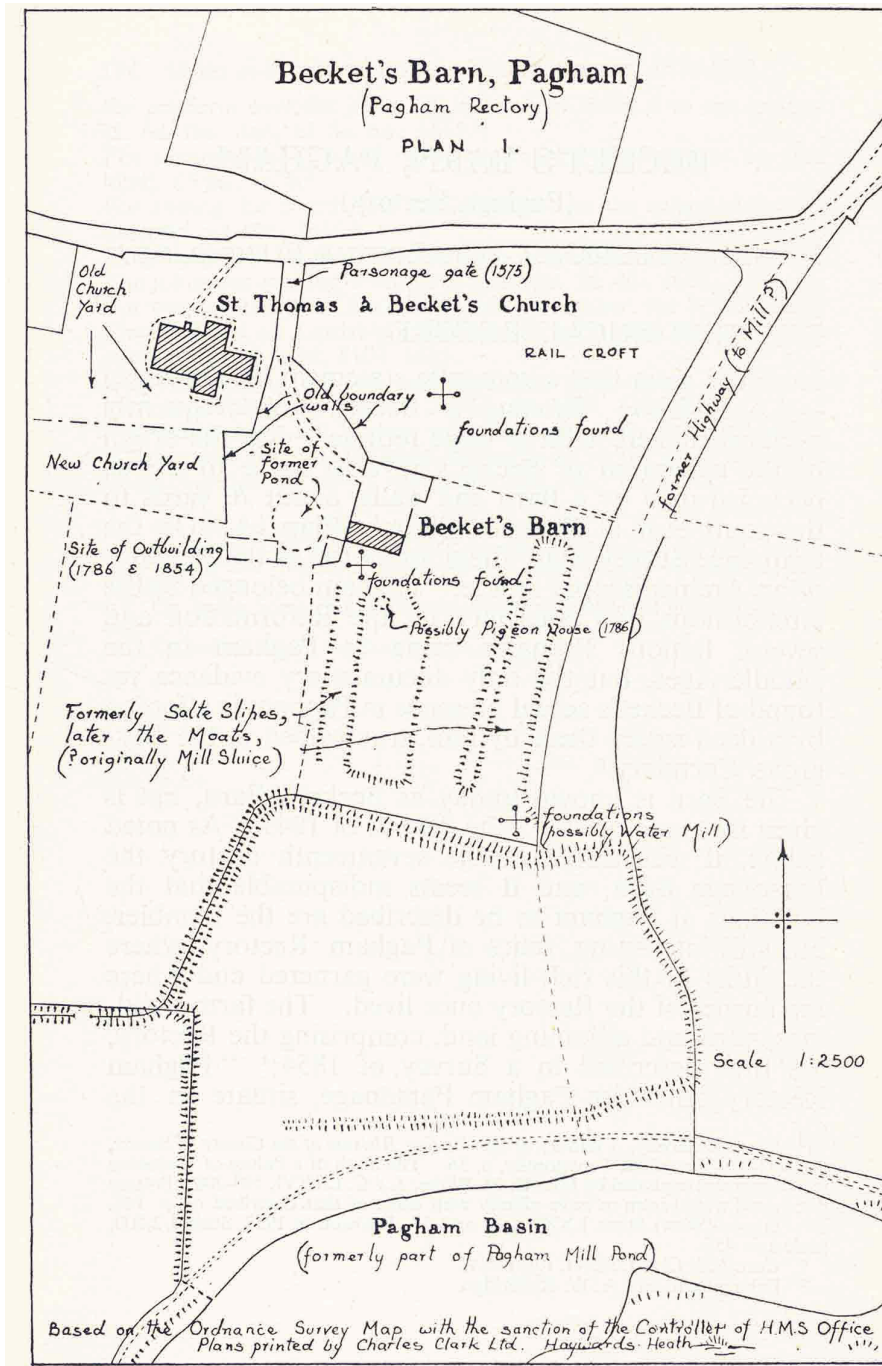 Becket's Barn, Pagham.
(Pagham Rectory)
PLAN 1.
Old
Church
Yard
Parsonage gate (1575)
St. Thomas à Becket's Church
RAIL CROFT
former Highway (to Mill?)
Old boundary
walls
foundations found
New Church Yard
Site of
former
Pond
Becket's Barn
Site of Outbuilding
(1786 & 1854)
foundations found
Possibly Pigeon House (1786)
Formerly Salte Slipes,
later the Moats,
(?originally Mill Sluice)
foundations
(possibly Water Mill)
Scale 1:2500
Pagham Basin
(formerly part of Pagham Mill Pond)
Based on the Ordnance Survey Map with the sanction of the Controller of H.M.S Office
Plans printed by Charles Clark Ltd. Haywards Heath